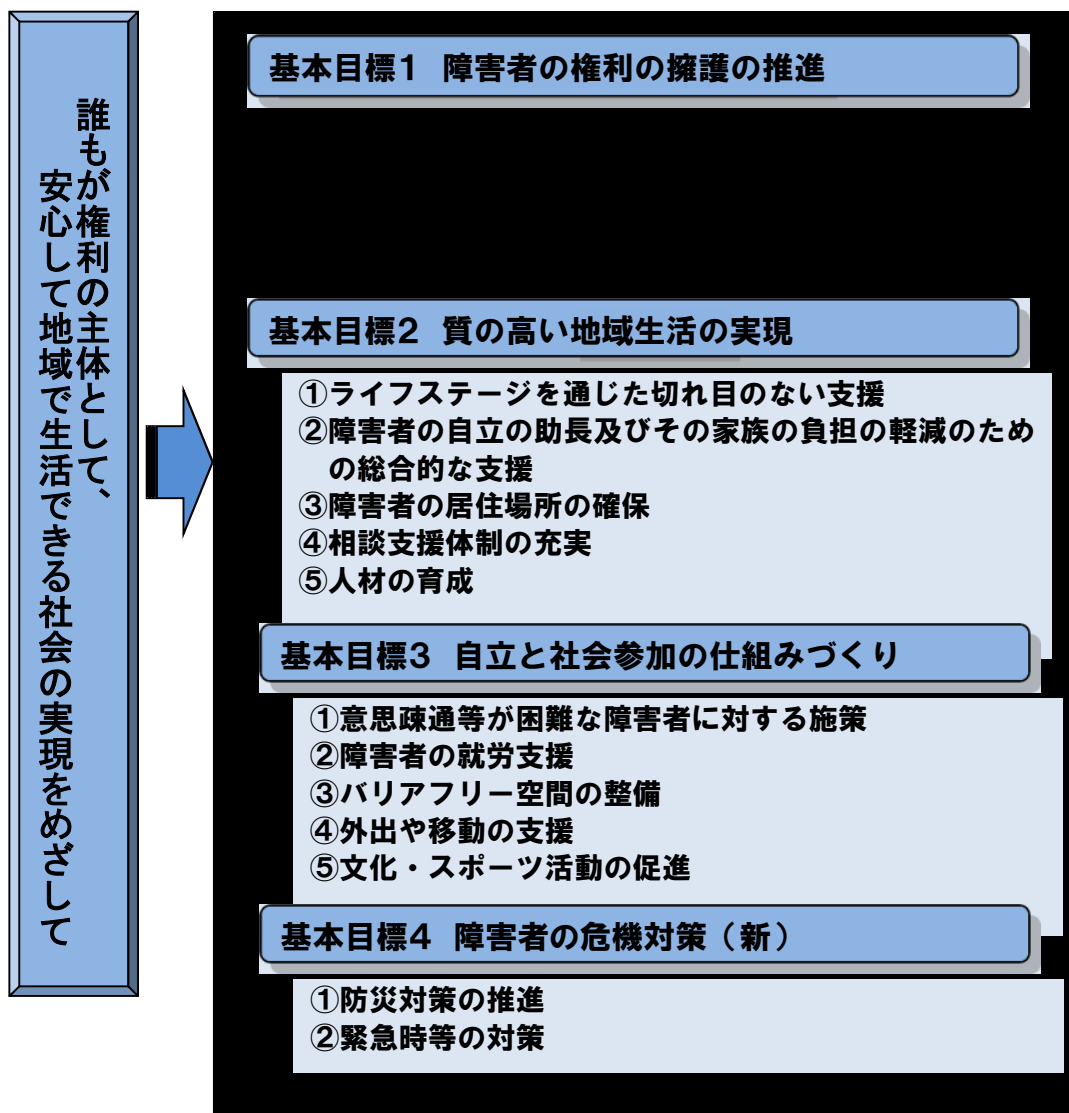 誰もが権利の主体として、
安心して地域で生活できる社会の実現をめざして
基本目標1 障害者の権利の擁護の推進
基本目標2 質の高い地域生活の実現
①ライフステージを通じた切れ目のない支援
②障害者の自立の助長及びその家族の負担の軽減のため
の総合的な支援
③障害者の居住場所の確保
④相談支援体制の充実
⑤人材の育成
基本目標3 自立と社会参加の仕組みづくり
①意思疎通等が困難な障害者に対する施策
②障害者の就労支援
③バリアフリー空間の整備
④外出や移動の支援
⑤文化・スポーツ活動の促進
基本目標4 障害者の危機対策（新）
①防災対策の推進
②緊急時等の対策